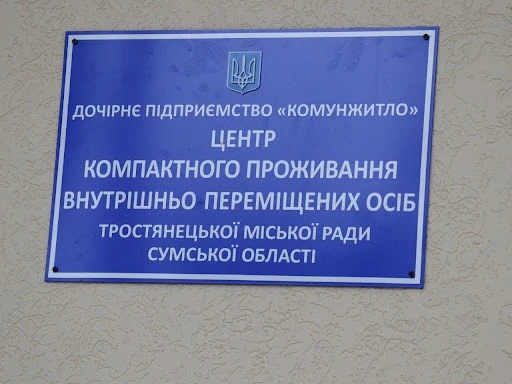 ДОЧІРНЄ ПІДПРИЄМСТВО «КОМУНЖИТЛО»
ЦЕНТР
КОМПАКТНОГО ПРОЖИВАННЯ
ВНУТРІШНЬО ПЕРЕМІЩЕНИХ ОСІБ
ТРОСТЯНЕЦЬКОЇ МІСЬКОЇ РАДИ
СУМСЬКОЇ ОБЛАСТІ